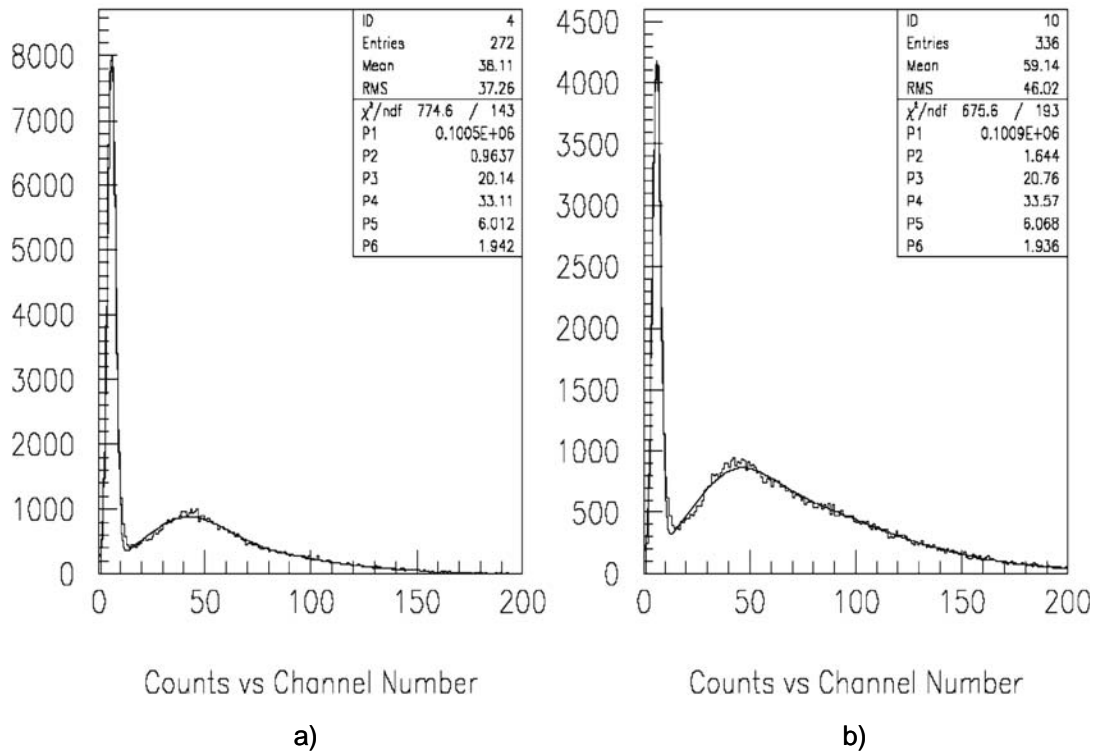 ID 4
Entries 272
Mean 38.11
RMS 37.26
χ²/ndf 774.6 / 143
P1 0.1005E+06
P2 0.9637
P3 20.14
P4 33.11
P5 6.012
P6 1.942
8000
7000
6000
5000
4000
3000
2000
1000
0
0 50 100 150 200
Counts vs Channel Number
a)
ID 10
Entries 336
Mean 59.14
RMS 46.02
χ²/ndf 675.6 / 193
P1 0.1009E+06
P2 1.644
P3 20.76
P4 33.57
P5 6.068
P6 1.936
4500
4000
3500
3000
2500
2000
1500
1000
500
0
0 50 100 150 200
Counts vs Channel Number
b)